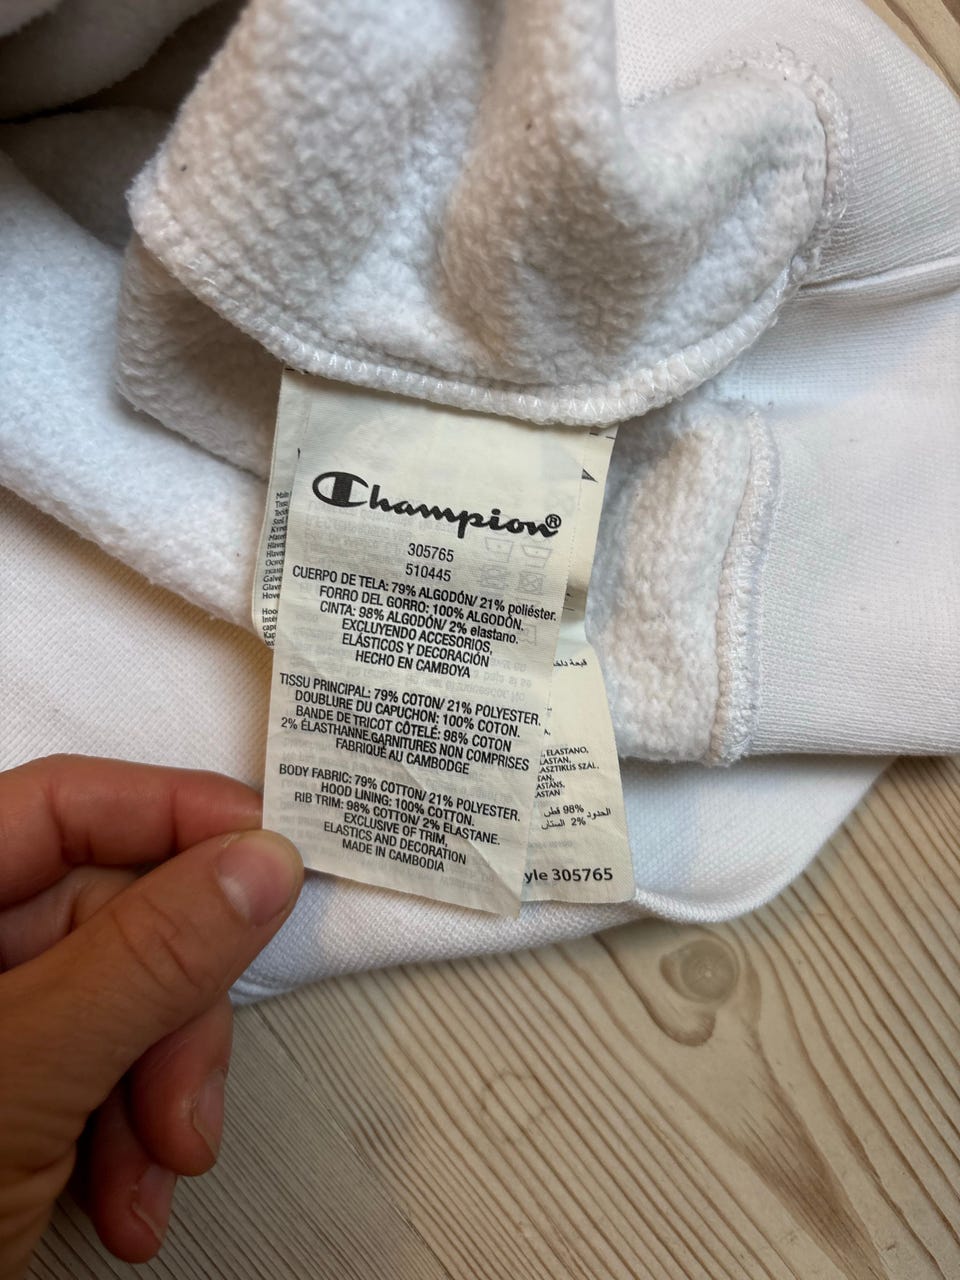 Champion®
305765
510445
CUERPO DE TELA: 79% ALGODÓN/ 21% poliéster.
FORRO DEL GORRO: 100% ALGODÓN.
CINTA: 98% ALGODÓN/ 2% elastano.
EXCLUYENDO ACCESORIOS,
ELÁSTICOS Y DECORACIÓN
HECHO EN CAMBOYA
TISSU PRINCIPAL: 79% COTON/ 21% POLYESTER.
DOUBLURE DU CAPUCHON: 100% COTON.
BANDE DE TRICOT CÔTELÉ: 98% COTON
2% ÉLASTHANNE.GARNITURES NON COMPRISES
FABRIQUÉ AU CAMBODGE
BODY FABRIC: 79% COTTON/ 21% POLYESTER.
HOOD LINING: 100% COTTON.
RIB TRIM: 98% COTTON/ 2% ELASTANE.
EXCLUSIVE OF TRIM,
ELASTICS AND DECORATION
MADE IN CAMBODIA
ELASTANO,
الحدود 98% قطن
2% الستان
yle 305765